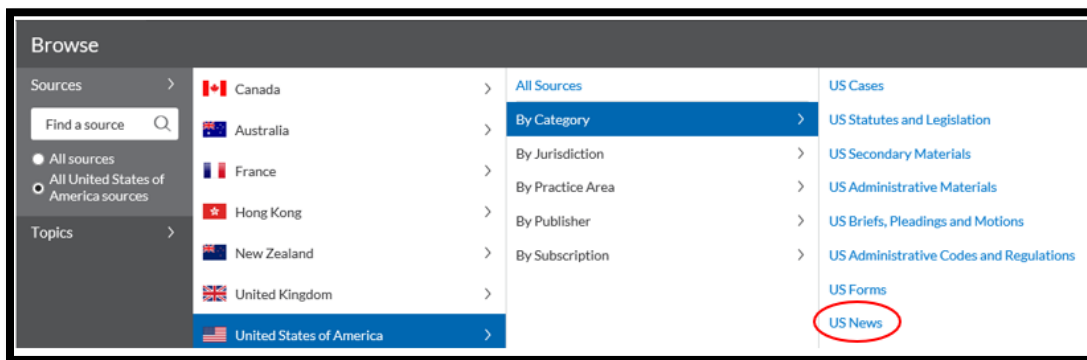 Browse
Sources
Find a source
All sources
All United States of
America sources
Topics
Canada
Australia
France
Hong Kong
New Zealand
United Kingdom
United States of America
All Sources
By Category
By Jurisdiction
By Practice Area
By Publisher
By Subscription
US Cases
US Statutes and Legislation
US Secondary Materials
US Administrative Materials
US Briefs, Pleadings and Motions
US Administrative Codes and Regulations
US Forms
US News